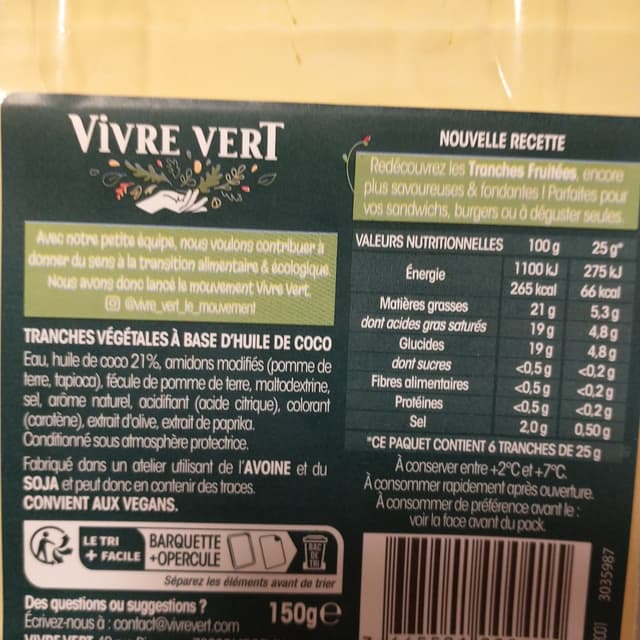 VIVRE VERT
Avec notre petite équipe, nous voulons contribuer à
donner du sens à la transition alimentaire & écologique.
Nous avons donc lancé le mouvement Vivre Vert.
@vivre_vert_le_mouvement
TRANCHES VÉGÉTALES À BASE D'HUILE DE COCO
Eau, huile de coco 21%, amidons modifiés (pomme de
terre, tapioca), fécule de pomme de terre, maltodextrine,
sel, arôme naturel, acidifiant (acide citrique), colorant
(carotène), extrait d'olive, extrait de paprika.
Conditionné sous atmosphère protectrice.
Fabriqué dans un atelier utilisant de l'AVOINE et du
SOJA et peut donc en contenir des traces.
CONVIENT AUX VEGANS.
LE TRI
+ FACILE
BARQUETTE
+OPERCULE
BAC
DE
TRI
Séparez les éléments avant de trier
Des questions ou suggestions ?
Écrivez-nous à : contact@vivrevert.com
150g e
VIVRE VERT
NOUVELLE RECETTE
Redécouvrez les Tranches Fruitées, encore
plus savoureuses & fondantes ! Parfaites pour
vos sandwichs, burgers ou à déguster seules.
VALEURS NUTRITIONNELLES 100 g 25 g*
Énergie 1100 kJ 275 kJ
265 kcal 66 kcal
Matières grasses 21 g 5,3 g
dont acides gras saturés 19 g 4,8 g
Glucides 19 g 4,8 g
dont sucres <0,5 g <0,2 g
Fibres alimentaires <0,5 g <0,2 g
Protéines <0,5 g <0,2 g
Sel 2,0 g 0,50 g
*CE PAQUET CONTIENT 6 TRANCHES DE 25 g
À conserver entre +2°C et +7°C.
À consommer rapidement après ouverture.
À consommer de préférence avant le :
voir la face avant du pack.
3035987